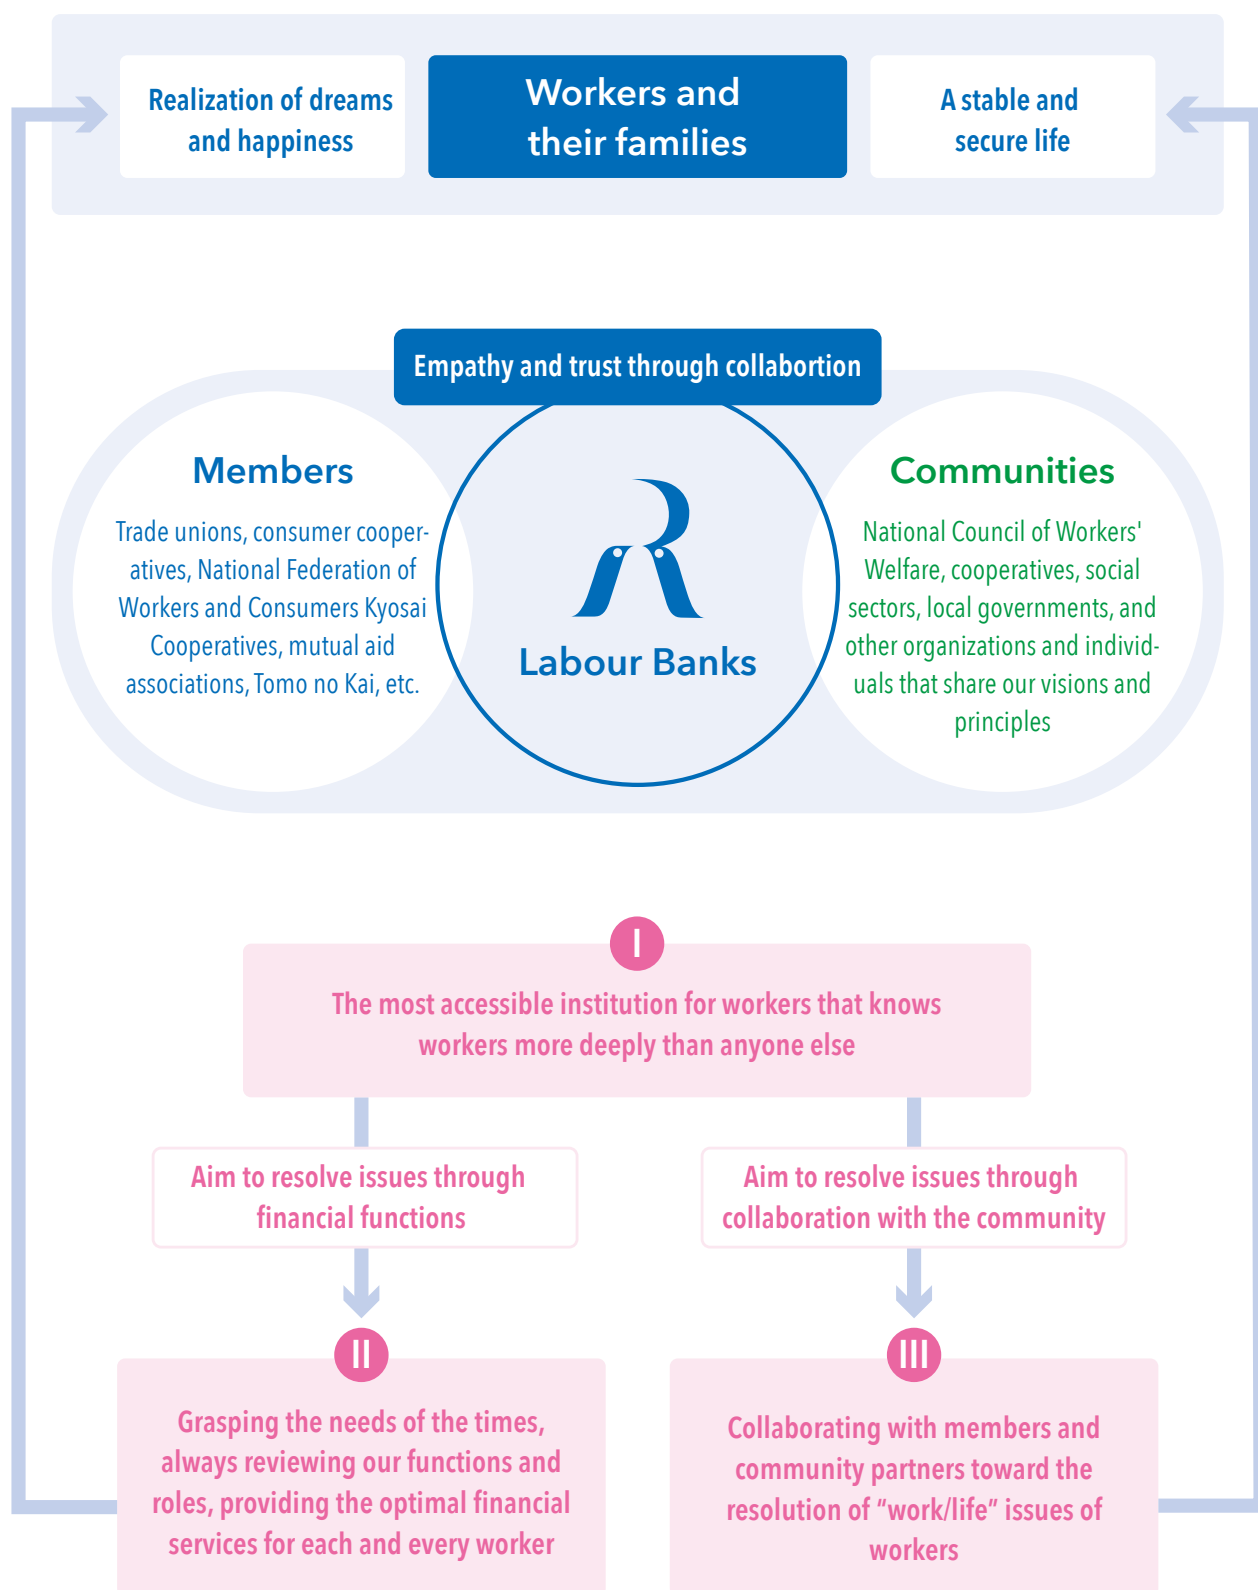 Realization of dreams
and happiness
Workers and
their families
A stable and
secure life
Empathy and trust through collabortion
Members
Trade unions, consumer cooper-
atives, National Federation of
Workers and Consumers Kyosai
Cooperatives, mutual aid
associations, Tomo no Kai, etc.
Labour Banks
Communities
National Council of Workers'
Welfare, cooperatives, social
sectors, local governments, and
other organizations and individ-
uals that share our visions and
principles
I
The most accessible institution for workers that knows
workers more deeply than anyone else
Aim to resolve issues through
financial functions
Aim to resolve issues through
collaboration with the community
II
Grasping the needs of the times,
always reviewing our functions and
roles, providing the optimal financial
services for each and every worker
III
Collaborating with members and
community partners toward the
resolution of “work/life” issues of
workers